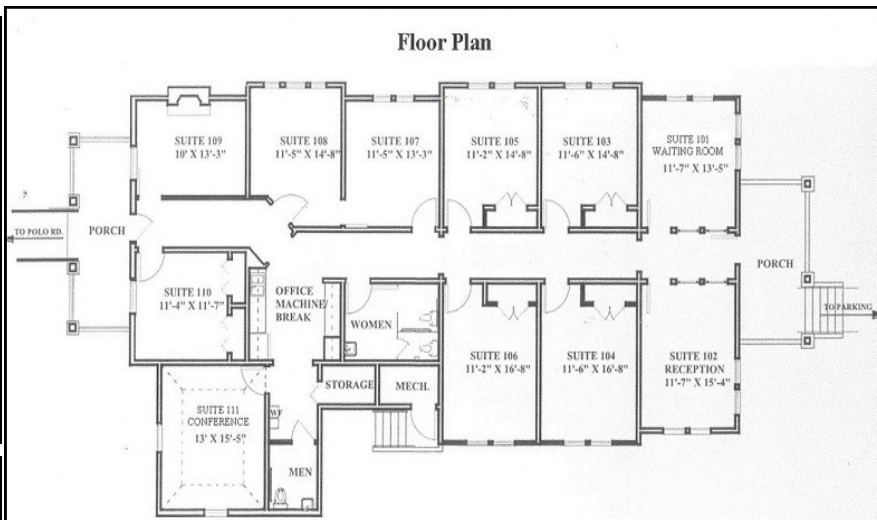 Floor Plan
SUITE 109
10' X 13'-3"
SUITE 108
11'-5" X 14'-8"
SUITE 107
11'-5" X 13'-3"
SUITE 105
11'-2" X 14'-8"
SUITE 103
11'-6" X 14'-8"
SUITE 101
WAITING ROOM
11'-7" X 13'-5"
TO POLO RD.
PORCH
PORCH
TO PARKING
SUITE 110
11'-4" X 11'-7"
OFFICE
MACHINE/
BREAK
WOMEN
SUITE 106
11'-2" X 16'-8"
SUITE 104
11'-6" X 16'-8"
SUITE 102
RECEPTION
11'-7" X 15'-4"
STORAGE
MECH.
SUITE 111
CONFERENCE
13' X 15'-5"
WF
MEN